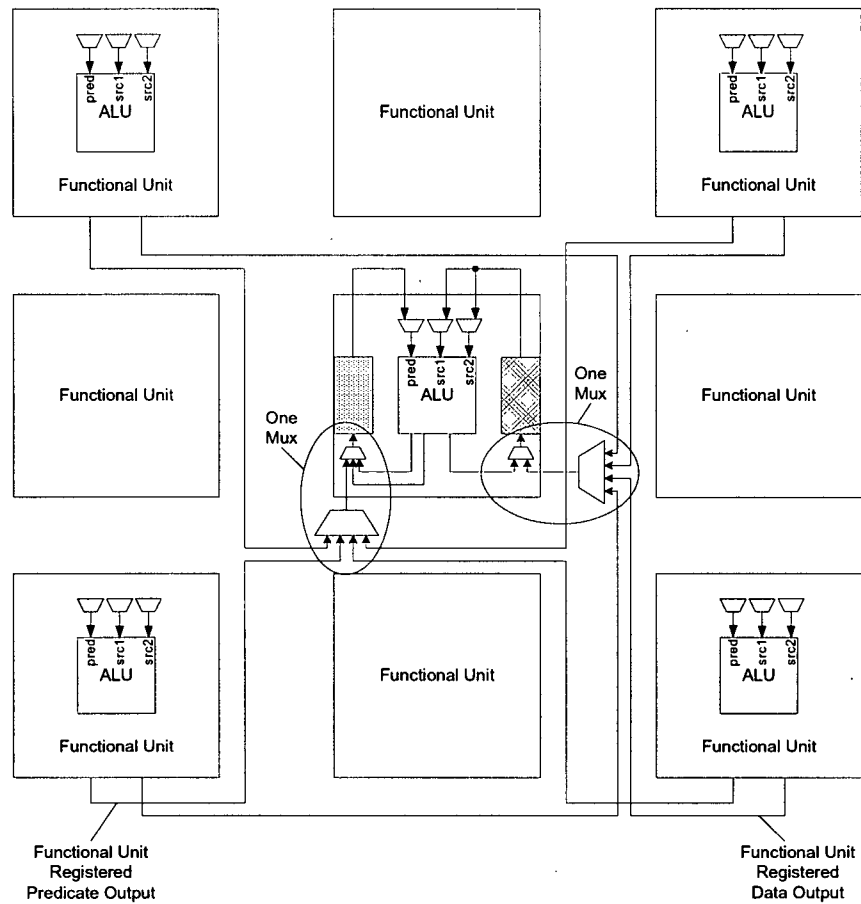 pred
src1
src2
ALU
Functional Unit
Functional Unit
pred
src1
src2
ALU
Functional Unit
Functional Unit
One
Mux
pred
src1
src2
ALU
One
Mux
Functional Unit
pred
src1
src2
ALU
Functional Unit
Functional Unit
pred
src1
src2
ALU
Functional Unit
Functional Unit
Registered
Predicate Output
Functional Unit
Registered
Data Output